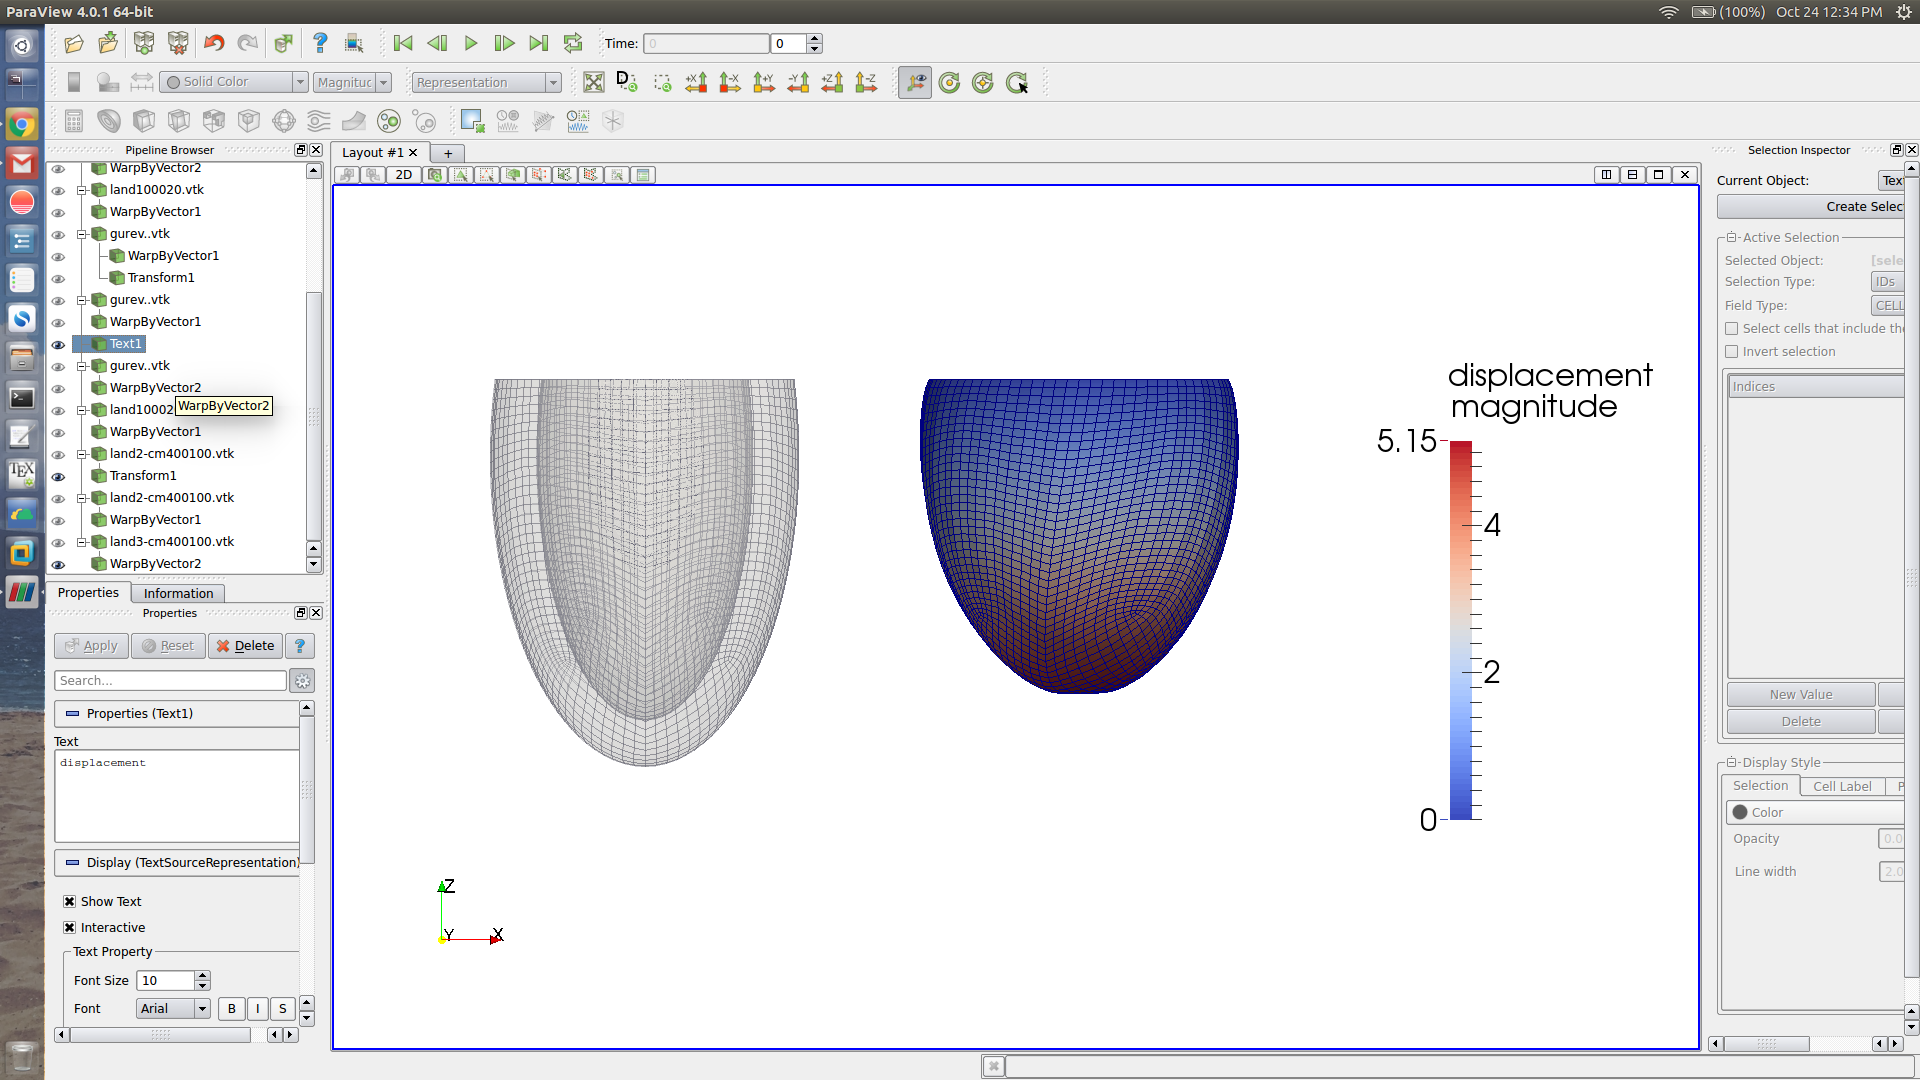 ParaView 4.0.1 64-bit
(100%) Oct 24 12:34 PM
Time: 0 0
Solid Color Magnituc Representation
+X -X +Y -Y +Z -Z
Pipeline Browser
WarpByVector2
land100020.vtk
WarpByVector1
gurev..vtk
WarpByVector1
Transform1
gurev..vtk
WarpByVector1
Text1
gurev..vtk
WarpByVector2
land10002
WarpByVector2
WarpByVector1
land2-cm400100.vtk
Transform1
land2-cm400100.vtk
WarpByVector1
land3-cm400100.vtk
WarpByVector2
Properties Information
Properties
Apply Reset Delete ?
Search...
Properties (Text1)
Text
displacement
Display (TextSourceRepresentation)
Show Text
Interactive
Text Property
Font Size 10
Font Arial B I S
Layout #1 +
2D
displacement
magnitude
5.15
4
2
0
Z
Y X
Selection Inspector
Current Object: Tex
Create Selec
Active Selection
Selected Object: [sele
Selection Type: IDs
Field Type: CELL
Select cells that include the
Invert selection
Indices
New Value
Delete
Display Style
Selection Cell Label P
Color
Opacity 0.0
Line width 2.0